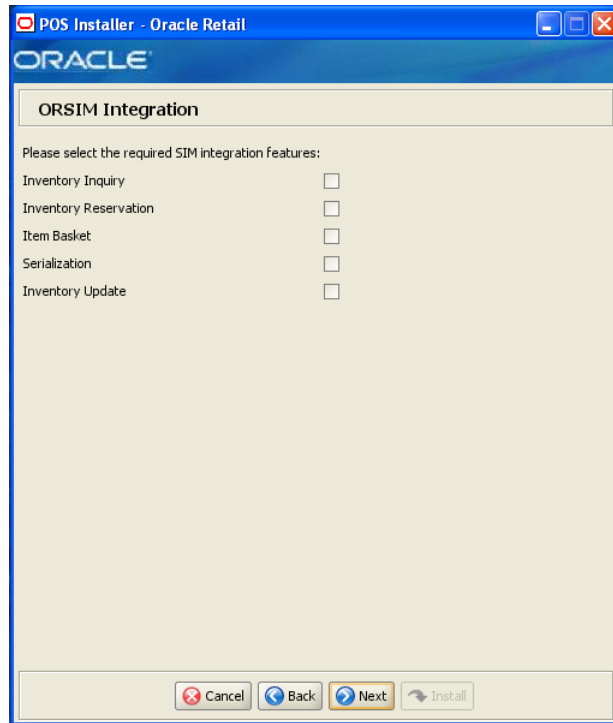 POS Installer - Oracle Retail
ORACLE
ORSIM Integration
Please select the required SIM integration features:
Inventory Inquiry
Inventory Reservation
Item Basket
Serialization
Inventory Update
Cancel Back Next Install